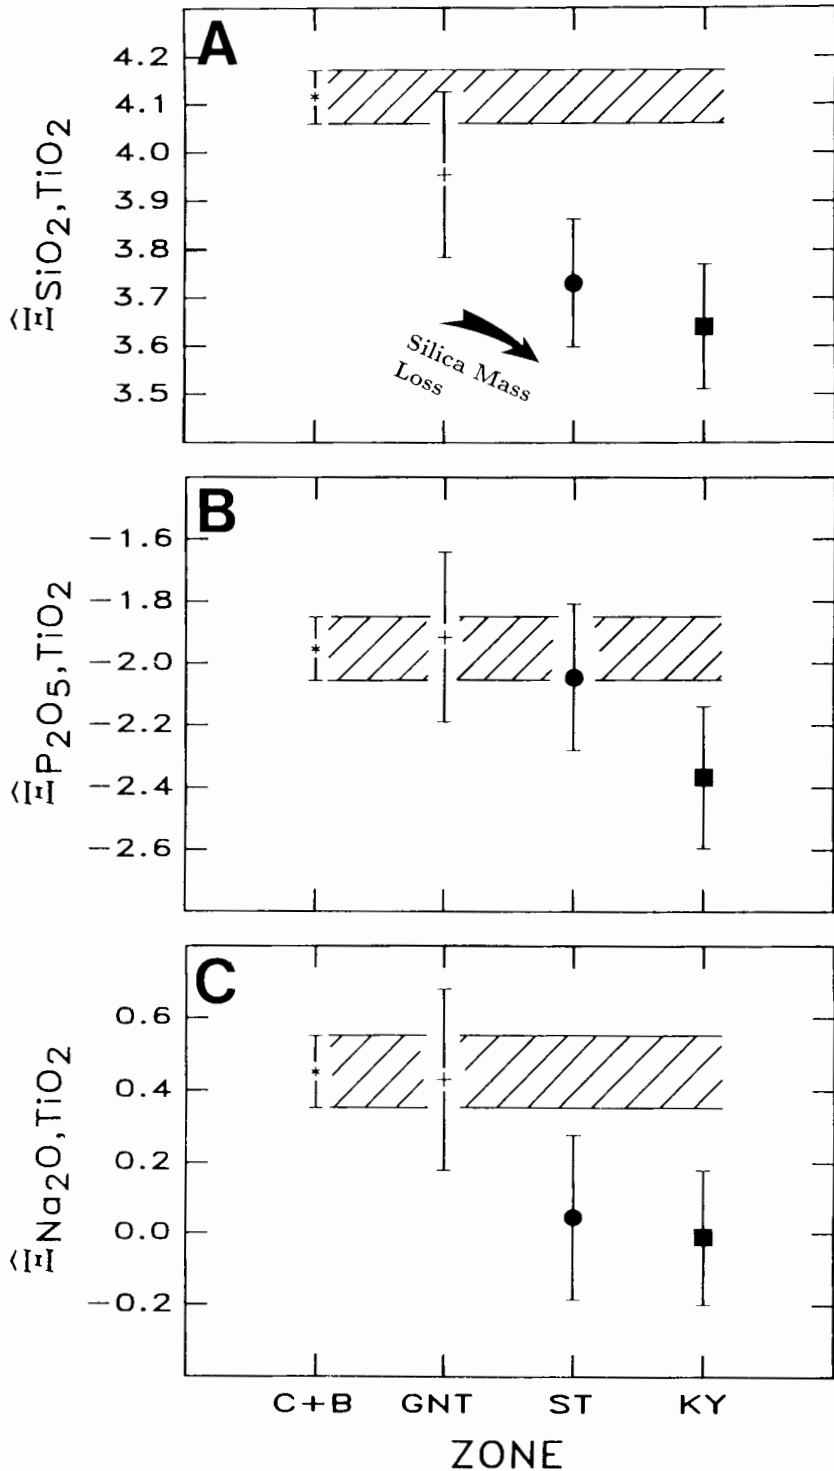 A
4.2
4.1
4.0
3.9
3.8
3.7
3.6
3.5
Ξ̂SiO₂,TiO₂
Silica Mass
Loss
B
−1.6
−1.8
−2.0
−2.2
−2.4
−2.6
Ξ̂P₂O₅,TiO₂
C
0.6
0.4
0.2
0.0
−0.2
Ξ̂Na₂O,TiO₂
C+B GNT ST KY
ZONE